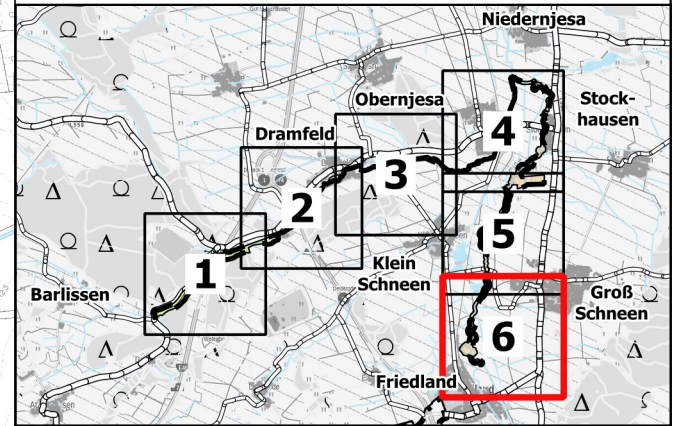 Niedernjesa
Obernjesa
Stock-
hausen
Dramfeld
4
3
2
5
Klein
Schneen
1
Barlissen
Groß
Schneen
6
Friedland